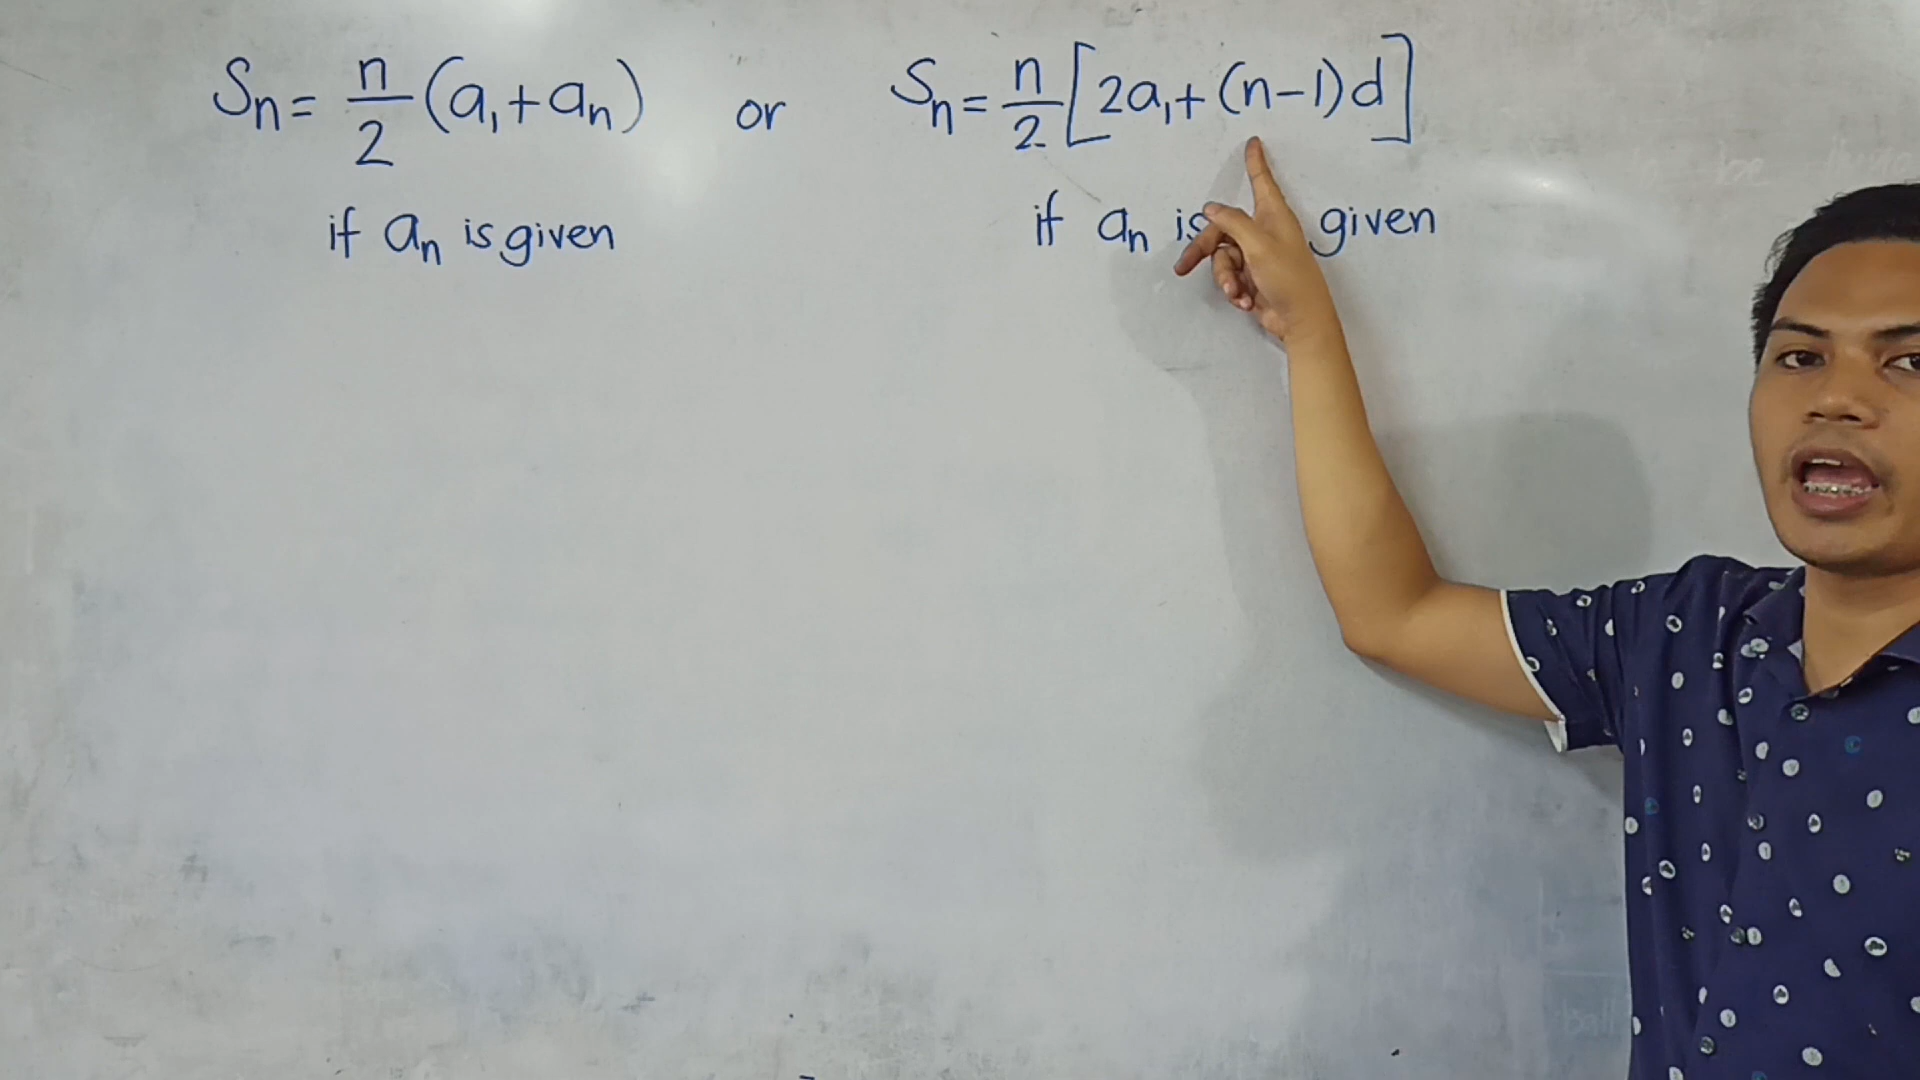 Sn = n/2 (a₁ + an) or Sn = n/2 [2a₁ + (n-1)d]
if an is given if an is given